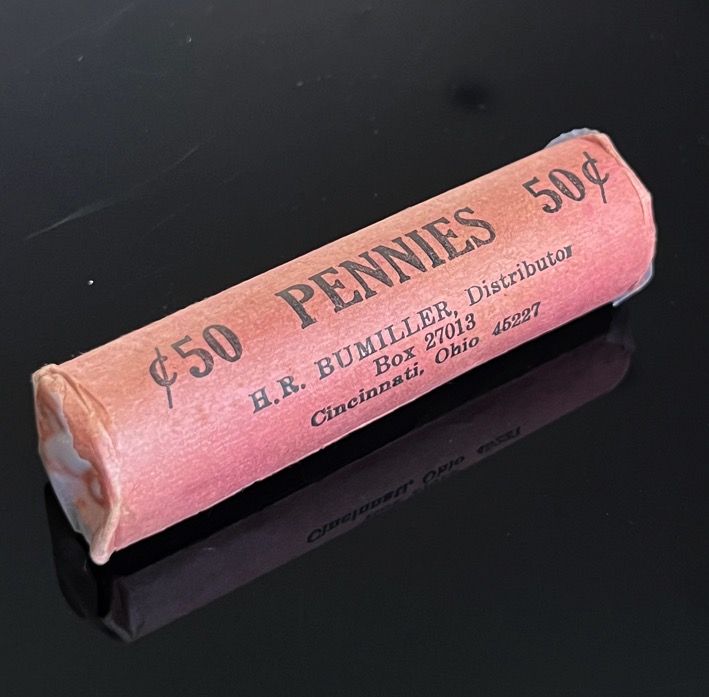 ¢50 PENNIES 50¢
H.R. BUMILLER, Distributor
Box 27013
Cincinnati, Ohio 45227